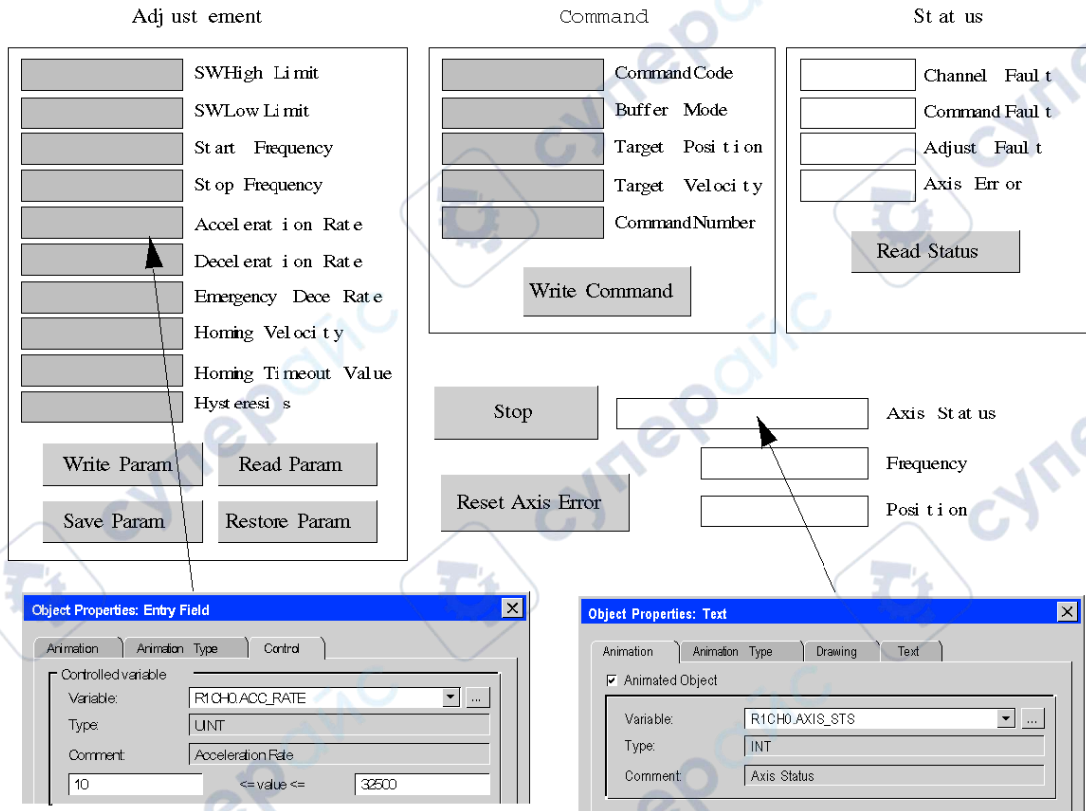 Adjustement
SWHigh Limit
SWLow Limit
Start Frequency
Stop Frequency
Acceleration Rate
Deceleration Rate
Emergency Dece Rate
Homing Velocity
Homing Timeout Value
Hysteresis
Write Param
Read Param
Save Param
Restore Param
Command
CommandCode
Buffer Mode
Target Position
Target Velocity
CommandNumber
Write Command
Status
Channel Fault
Command Fault
Adjust Fault
Axis Error
Read Status
Stop
Axis Status
Frequency
Reset Axis Error
Position
Object Properties: Entry Field
Animation Animation Type Control
Controlled variable
Variable: R1CH0.ACC_RATE ...
Type: UINT
Comment: Acceleration Rate
10 <= value <= 32500
Object Properties: Text
Animation Animation Type Drawing Text
Animated Object
Variable: R1CH0.AXIS_STS ...
Type: INT
Comment: Axis Status
суперайс